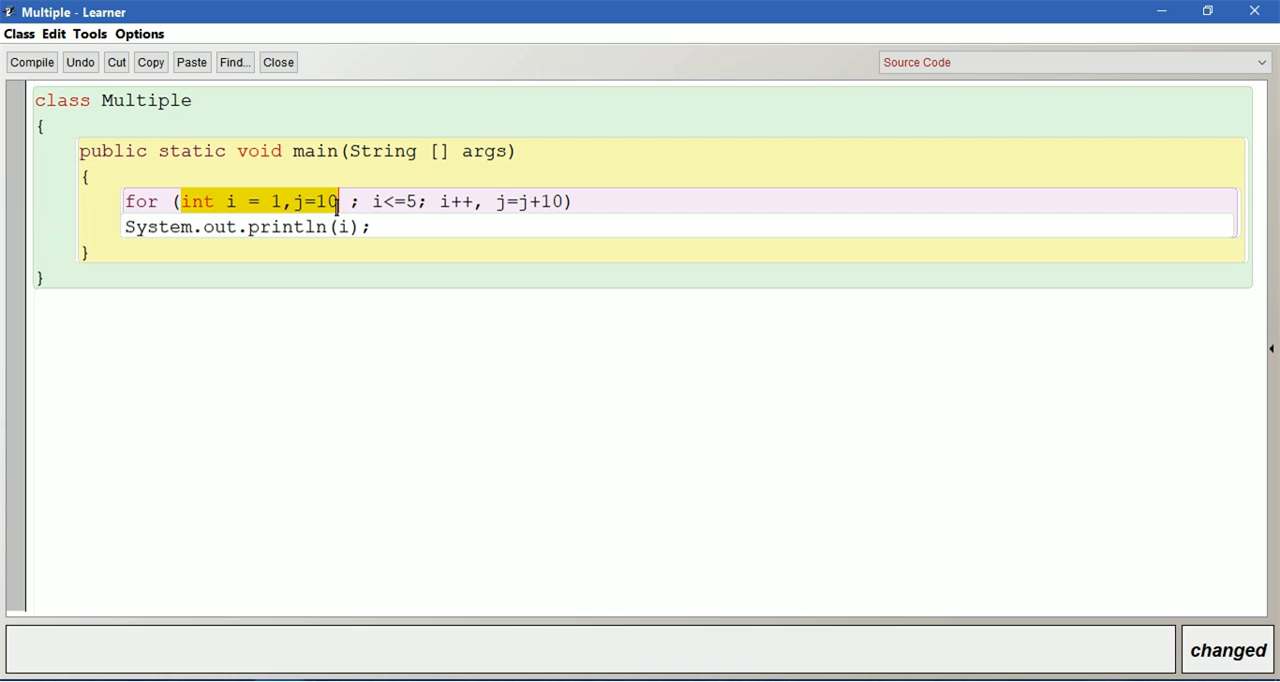 Multiple - Learner
Class Edit Tools Options
Compile Undo Cut Copy Paste Find... Close Source Code
class Multiple
{
public static void main(String [] args)
{
for (int i = 1,j=10 ; i<=5; i++, j=j+10)
System.out.println(i);
}
}
changed